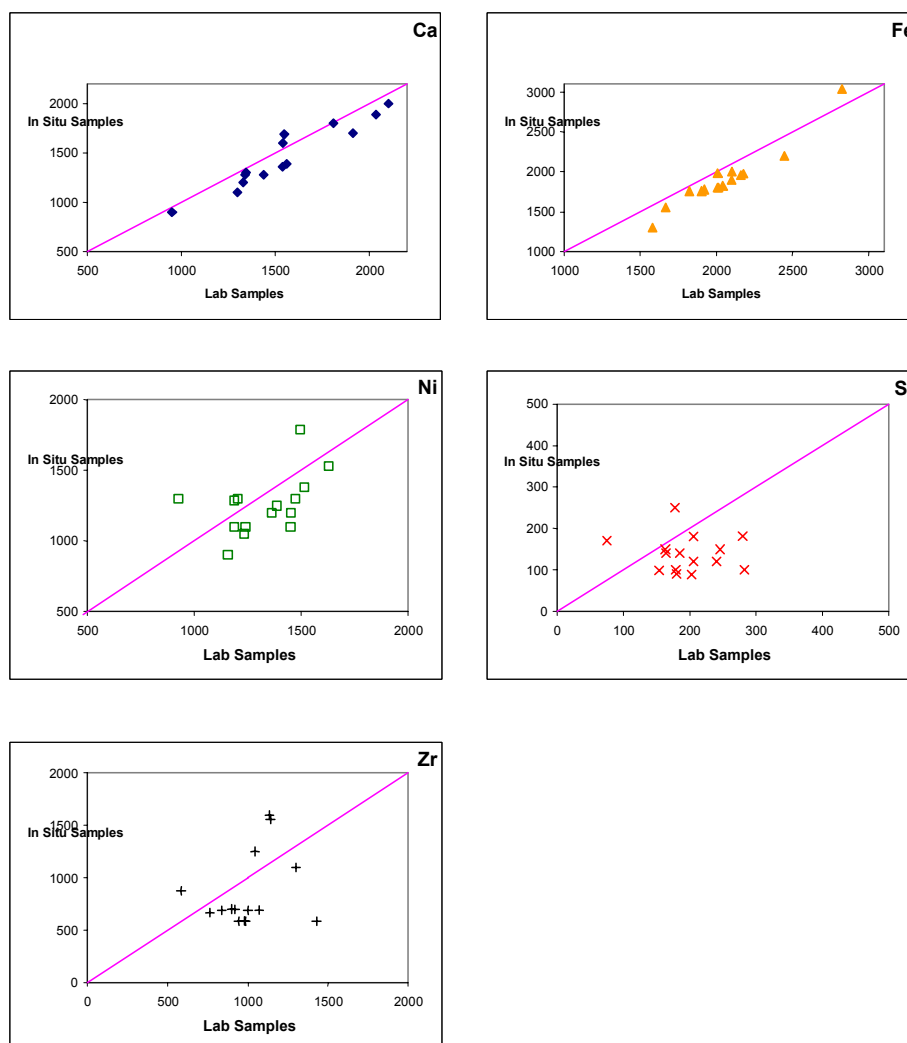 Ca
2000
In Situ Samples
1500
1000
500
500 1000 1500 2000
Lab Samples
Fe
3000
In Situ Samples
2500
2000
1500
1000
1000 1500 2000 2500 3000
Lab Samples
Ni
2000
In Situ Samples
1500
1000
500
500 1000 1500 2000
Lab Samples
S
500
400
In Situ Samples
300
200
100
0
0 100 200 300 400 500
Lab Samples
Zr
2000
1500
In Situ Samples
1000
500
0
0 500 1000 1500 2000
Lab Samples